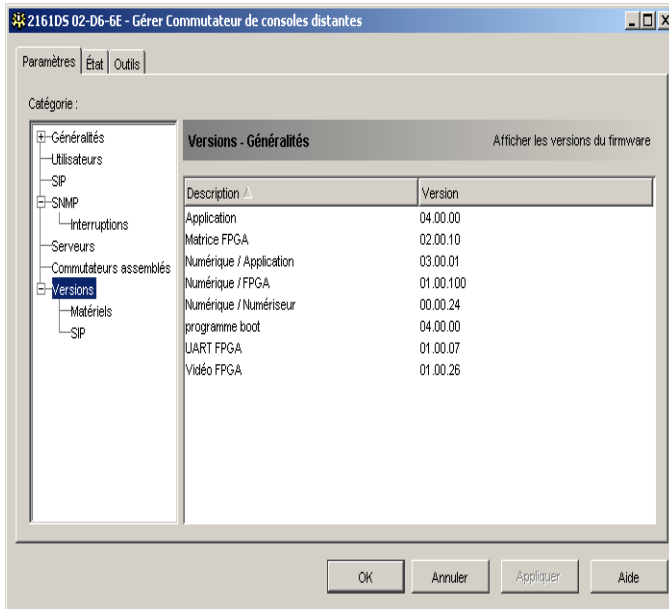 2161DS 02-D6-6E - Gérer Commutateur de consoles distantes
Paramètres État Outils
Catégorie :
Généralités
Utilisateurs
SIP
SNMP
Interruptions
Serveurs
Commutateurs assemblés
Versions
Matériels
SIP
Versions - Généralités Afficher les versions du firmware
Description Version
Application 04.00.00
Matrice FPGA 02.00.10
Numérique / Application 03.00.01
Numérique / FPGA 01.00.100
Numérique / Numériseur 00.00.24
programme boot 04.00.00
UART FPGA 01.00.07
Vidéo FPGA 01.00.26
OK Annuler Appliquer Aide